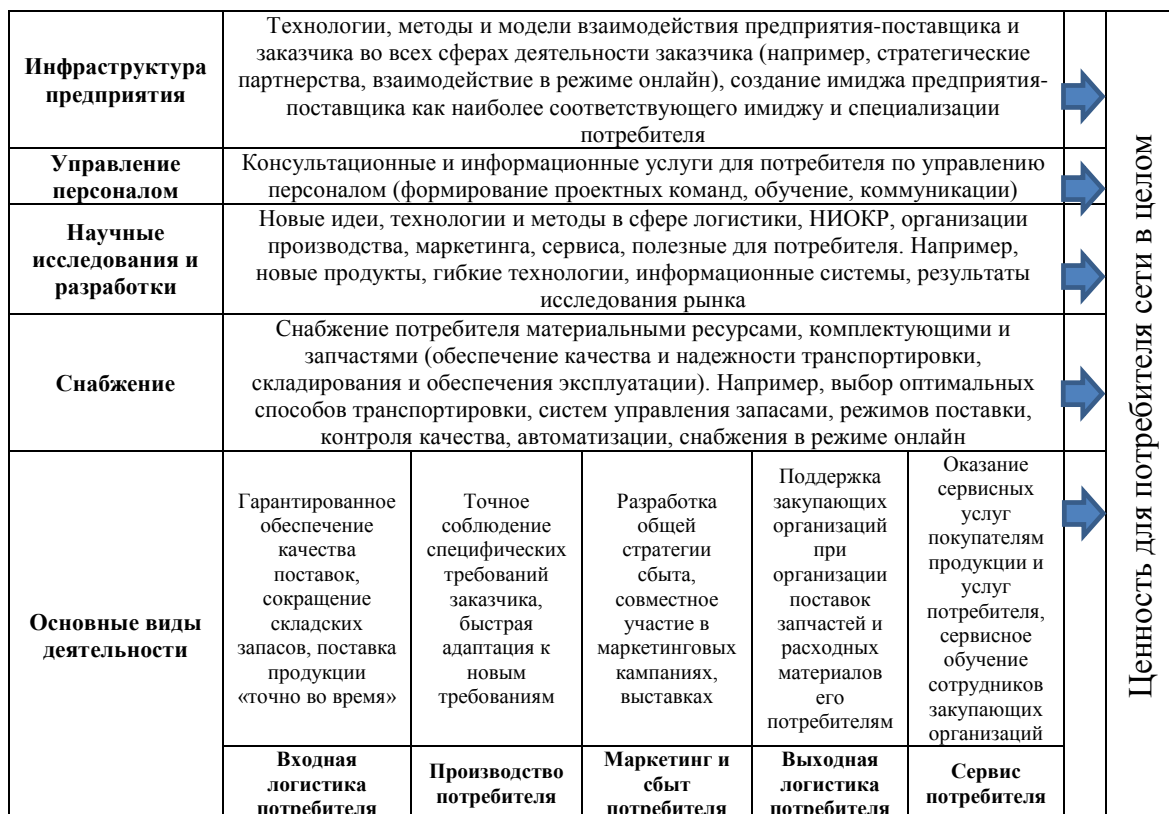 Инфраструктура
предприятия
Технологии, методы и модели взаимодействия предприятия-поставщика и
заказчика во всех сферах деятельности заказчика (например, стратегические
партнерства, взаимодействие в режиме онлайн), создание имиджа предприятия-
поставщика как наиболее соответствующего имиджу и специализации
потребителя
Управление
персоналом
Консультационные и информационные услуги для потребителя по управлению
персоналом (формирование проектных команд, обучение, коммуникации)
Научные
исследования и
разработки
Новые идеи, технологии и методы в сфере логистики, НИОКР, организации
производства, маркетинга, сервиса, полезные для потребителя. Например,
новые продукты, гибкие технологии, информационные системы, результаты
исследования рынка
Снабжение
Снабжение потребителя материальными ресурсами, комплектующими и
запчастями (обеспечение качества и надежности транспортировки,
складирования и обеспечения эксплуатации). Например, выбор оптимальных
способов транспортировки, систем управления запасами, режимов поставки,
контроля качества, автоматизации, снабжения в режиме онлайн
Основные виды
деятельности
Гарантированное
обеспечение
качества
поставок,
сокращение
складских
запасов, поставка
продукции
«точно во время»
Точное
соблюдение
специфических
требований
заказчика,
быстрая
адаптация к
новым
требованиям
Разработка
общей
стратегии
сбыта,
совместное
участие в
маркетинговых
кампаниях,
выставках
Поддержка
закупающих
организаций
при
организации
поставок
запчастей и
расходных
материалов
его
потребителям
Оказание
сервисных
услуг
покупателям
продукции и
услуг
потребителя,
сервисное
обучение
сотрудников
закупающих
организаций
Входная
логистика
потребителя
Производство
потребителя
Маркетинг и
сбыт
потребителя
Выходная
логистика
потребителя
Сервис
потребителя
Ценность для потребителя сети в целом